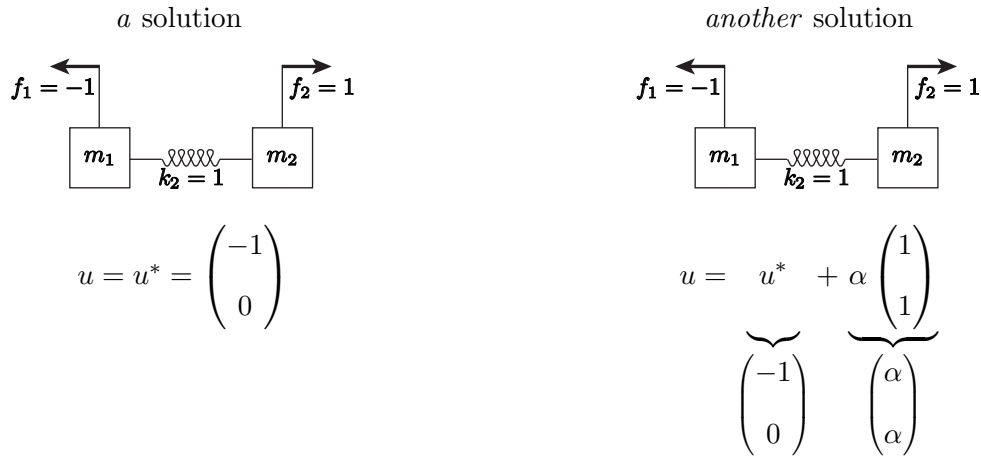 a solution
f₁ = −1
f₂ = 1
m₁
m₂
k₂ = 1
u = u* = (−1 0)
another solution
f₁ = −1
f₂ = 1
m₁
m₂
k₂ = 1
u = u* + α (1 1)
(−1 0) (α α)